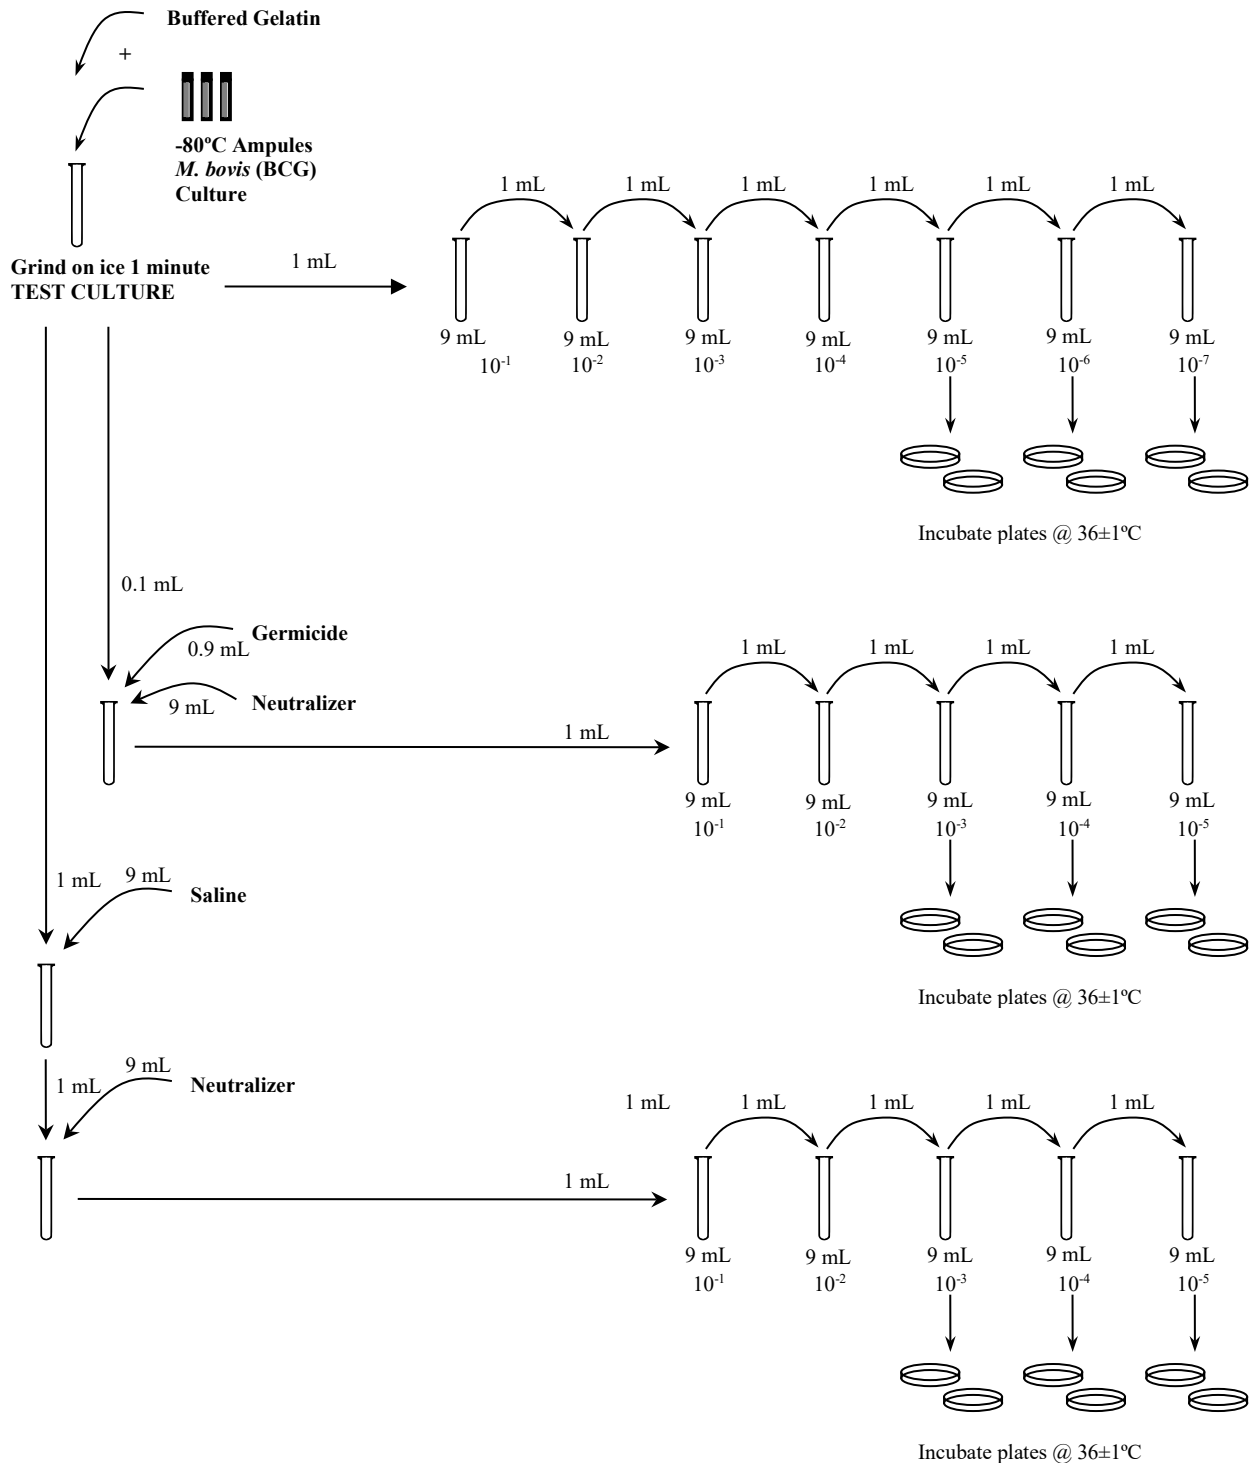 Buffered Gelatin
+
-80ºC Ampules
M. bovis (BCG)
Culture
Grind on ice 1 minute
TEST CULTURE
1 mL
1 mL 1 mL 1 mL 1 mL 1 mL 1 mL
9 mL 9 mL 9 mL 9 mL 9 mL 9 mL 9 mL
10-1 10-2 10-3 10-4 10-5 10-6 10-7
Incubate plates @ 36±1ºC
0.1 mL
Germicide
0.9 mL
Neutralizer
9 mL
1 mL
1 mL 1 mL 1 mL 1 mL
9 mL 9 mL 9 mL 9 mL 9 mL
10-1 10-2 10-3 10-4 10-5
Incubate plates @ 36±1ºC
1 mL 9 mL
Saline
9 mL
1 mL
Neutralizer
1 mL 1 mL 1 mL 1 mL 1 mL
1 mL
9 mL 9 mL 9 mL 9 mL 9 mL
10-1 10-2 10-3 10-4 10-5
Incubate plates @ 36±1ºC